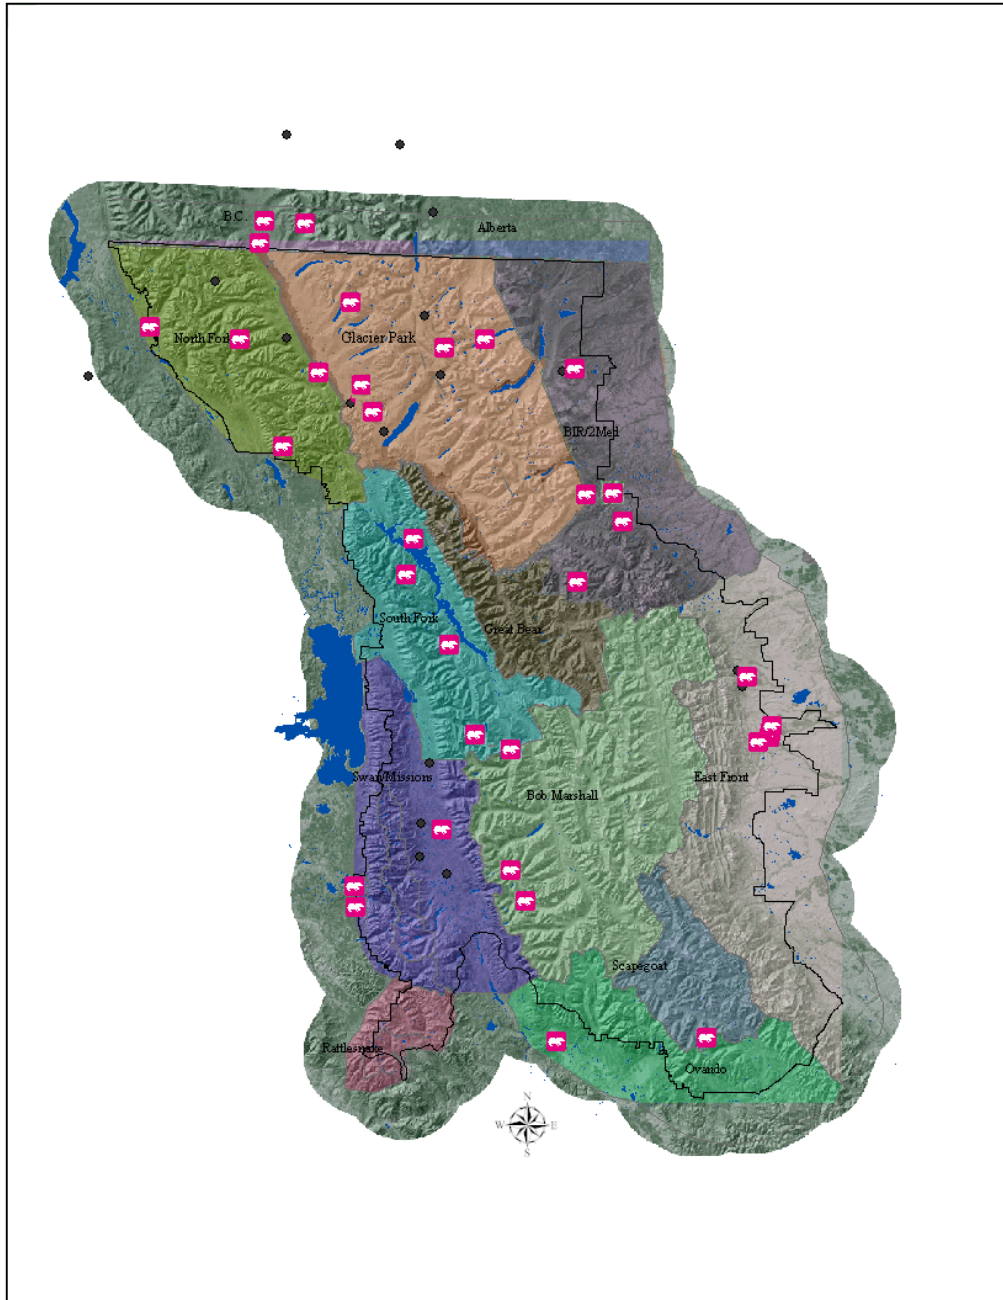 B.C.
Alberta
North Fork
Glacier Park
BIR/2Med
South Fork
Great Bear
Swan/Missions
East Front
Bob Marshall
Scapegoat
Rattlesnake
Ovando
N
W E
S